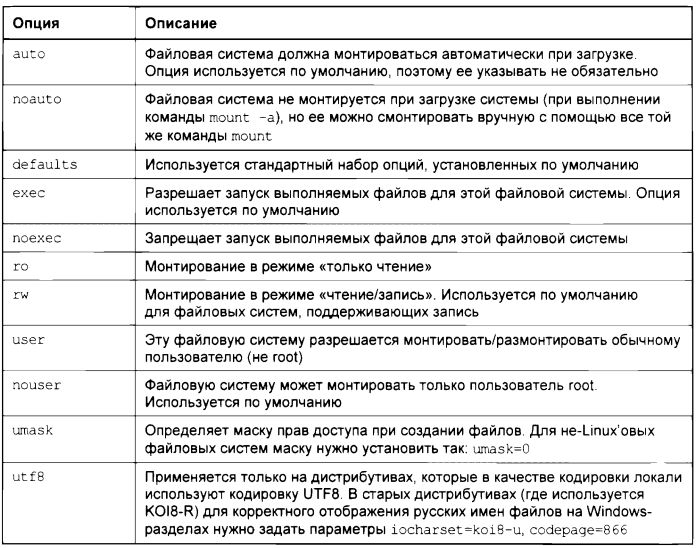 Опция Описание
auto Файловая система должна монтироваться автоматически при загрузке.
Опция используется по умолчанию, поэтому ее указывать не обязательно
noauto Файловая система не монтируется при загрузке системы (при выполнении
команды mount -a), но ее можно смонтировать вручную с помощью все той
же команды mount
defaults Используется стандартный набор опций, установленных по умолчанию
exec Разрешает запуск выполняемых файлов для этой файловой системы. Опция
используется по умолчанию
noexec Запрещает запуск выполняемых файлов для этой файловой системы
ro Монтирование в режиме «только чтение»
rw Монтирование в режиме «чтение/запись». Используется по умолчанию
для файловых систем, поддерживающих запись
user Эту файловую систему разрешается монтировать/размонтировать обычному
пользователю (не root)
nouser Файловую систему может монтировать только пользователь root.
Используется по умолчанию
umask Определяет маску прав доступа при создании файлов. Для не-Linux'овых
файловых систем маску нужно установить так: umask=0
utf8 Применяется только на дистрибутивах, которые в качестве кодировки локали
используют кодировку UTF8. В старых дистрибутивах (где используется
KOI8-R) для корректного отображения русских имен файлов на Windows-
разделах нужно задать параметры iocharset=koi8-u, codepage=866